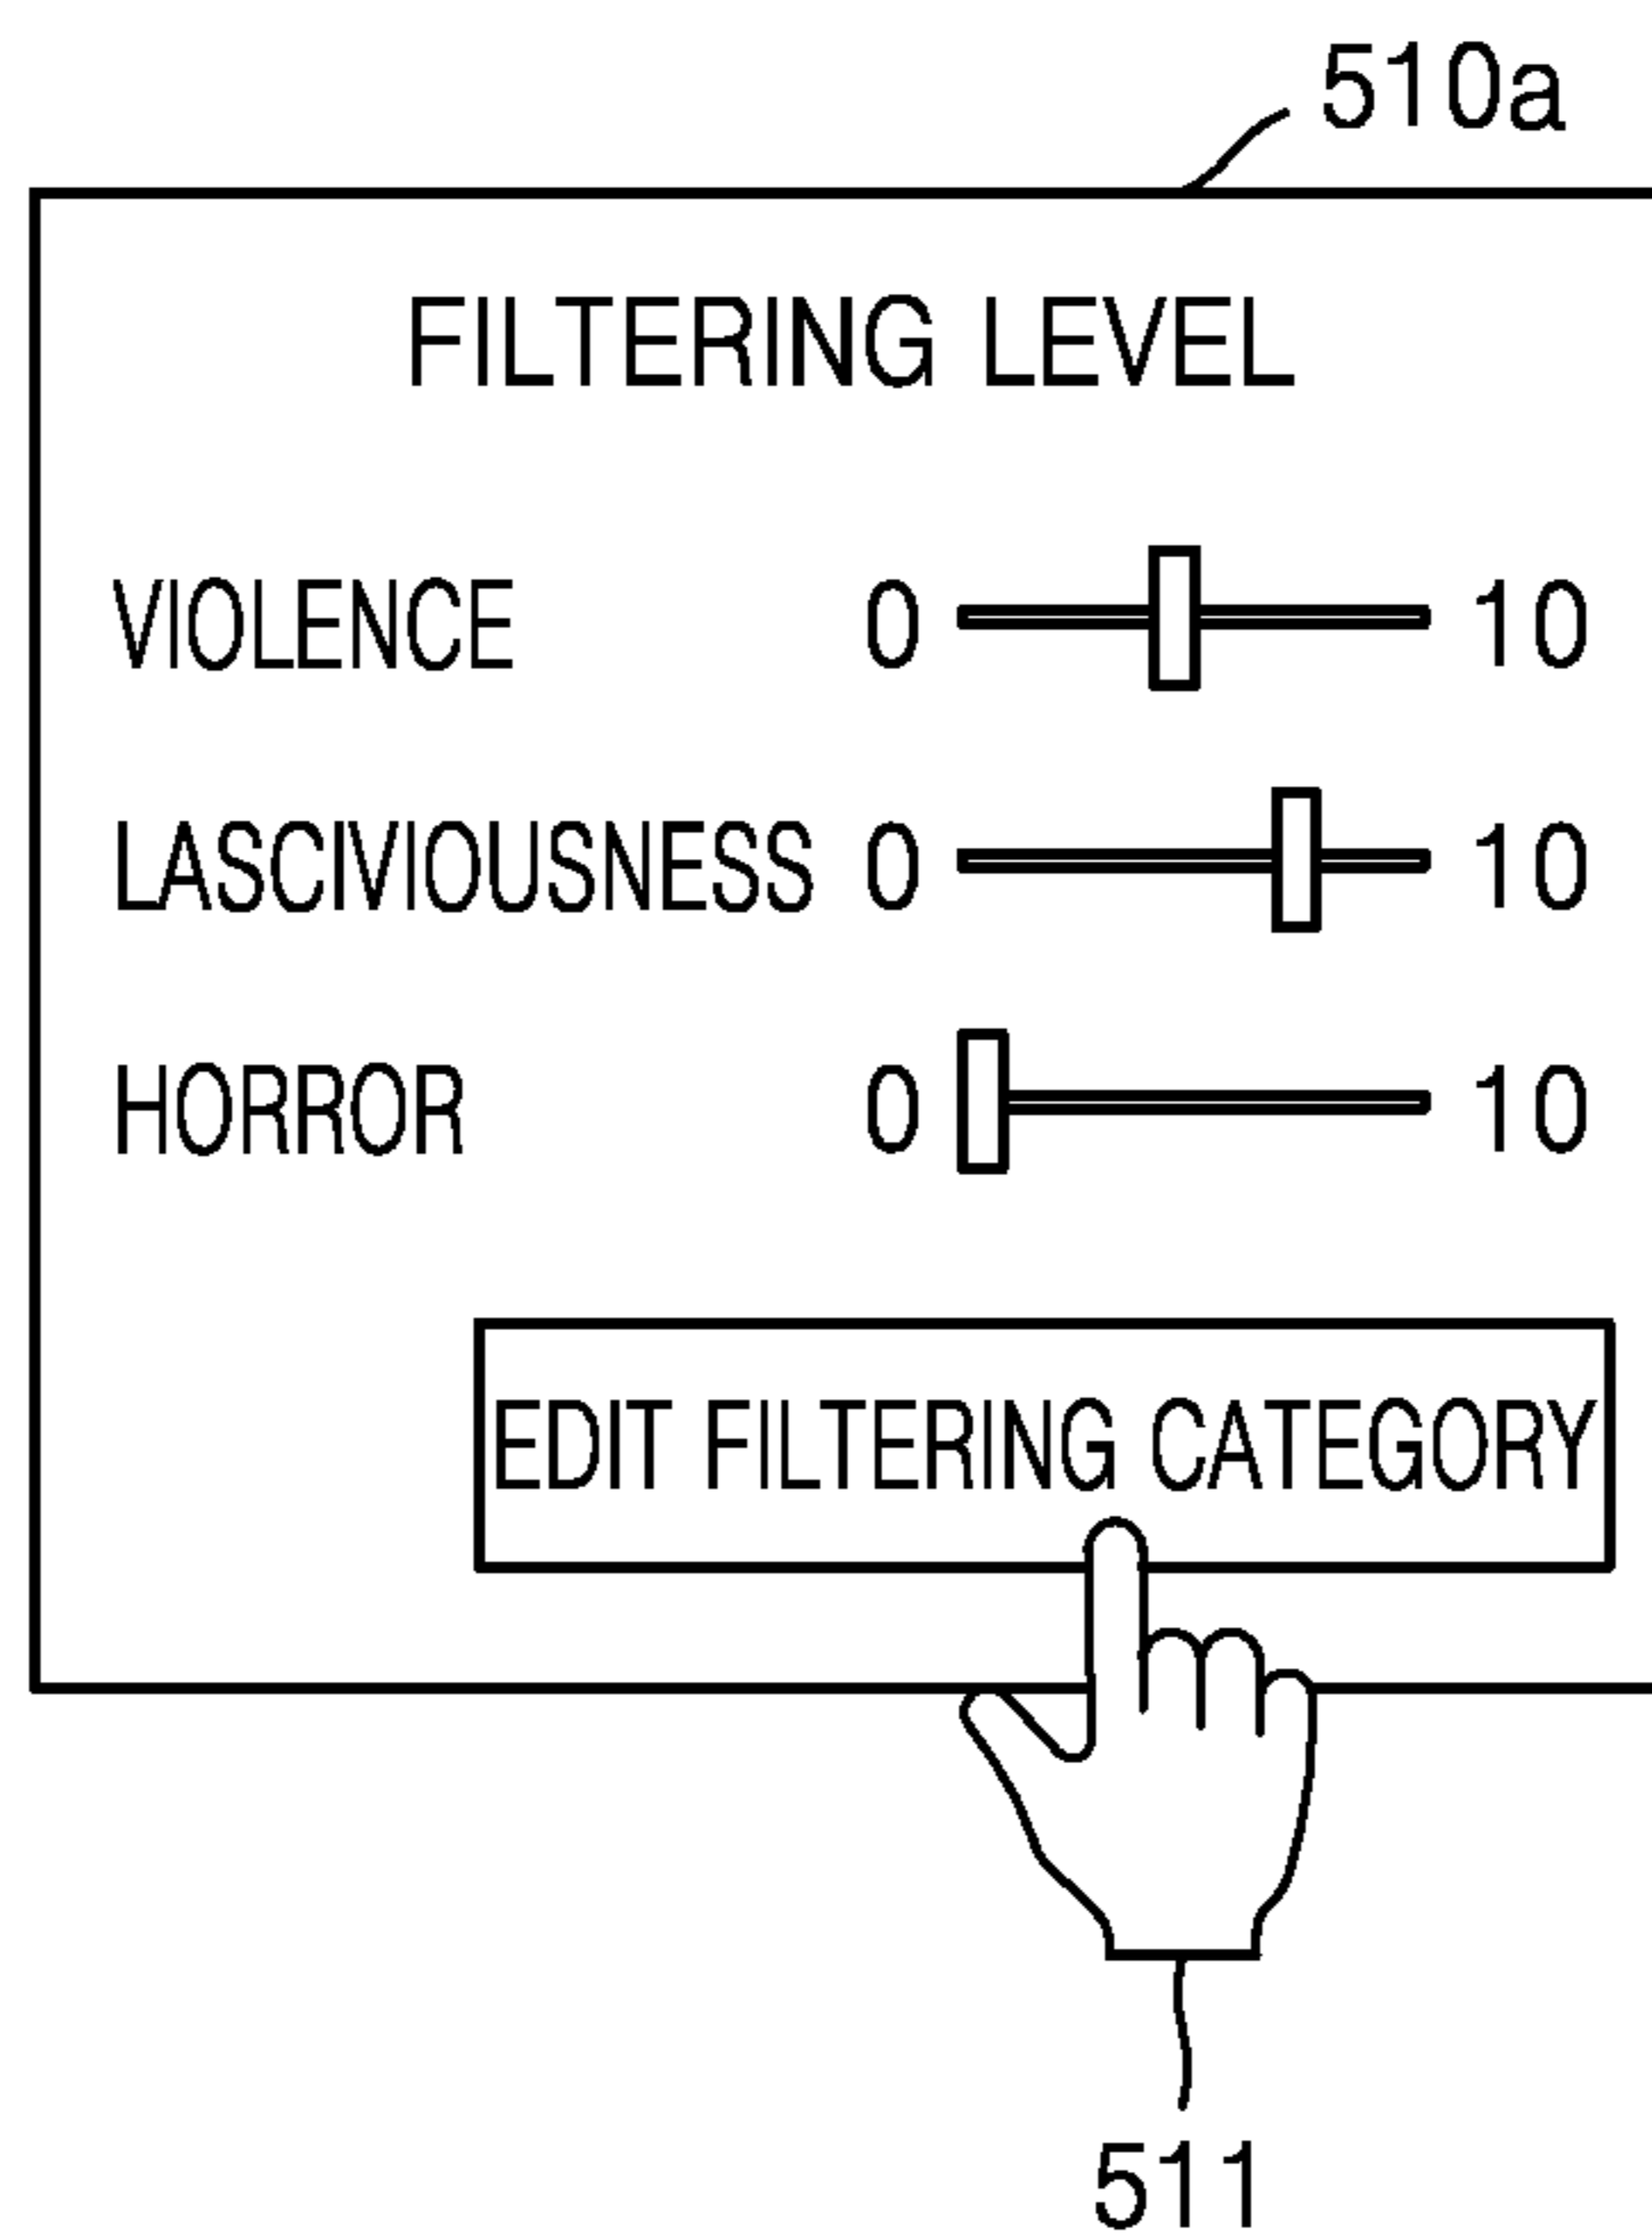 510a
FILTERING LEVEL
VIOLENCE 0 10
LASCIVIOUSNESS 0 10
HORROR 0 10
EDIT FILTERING CATEGORY
511